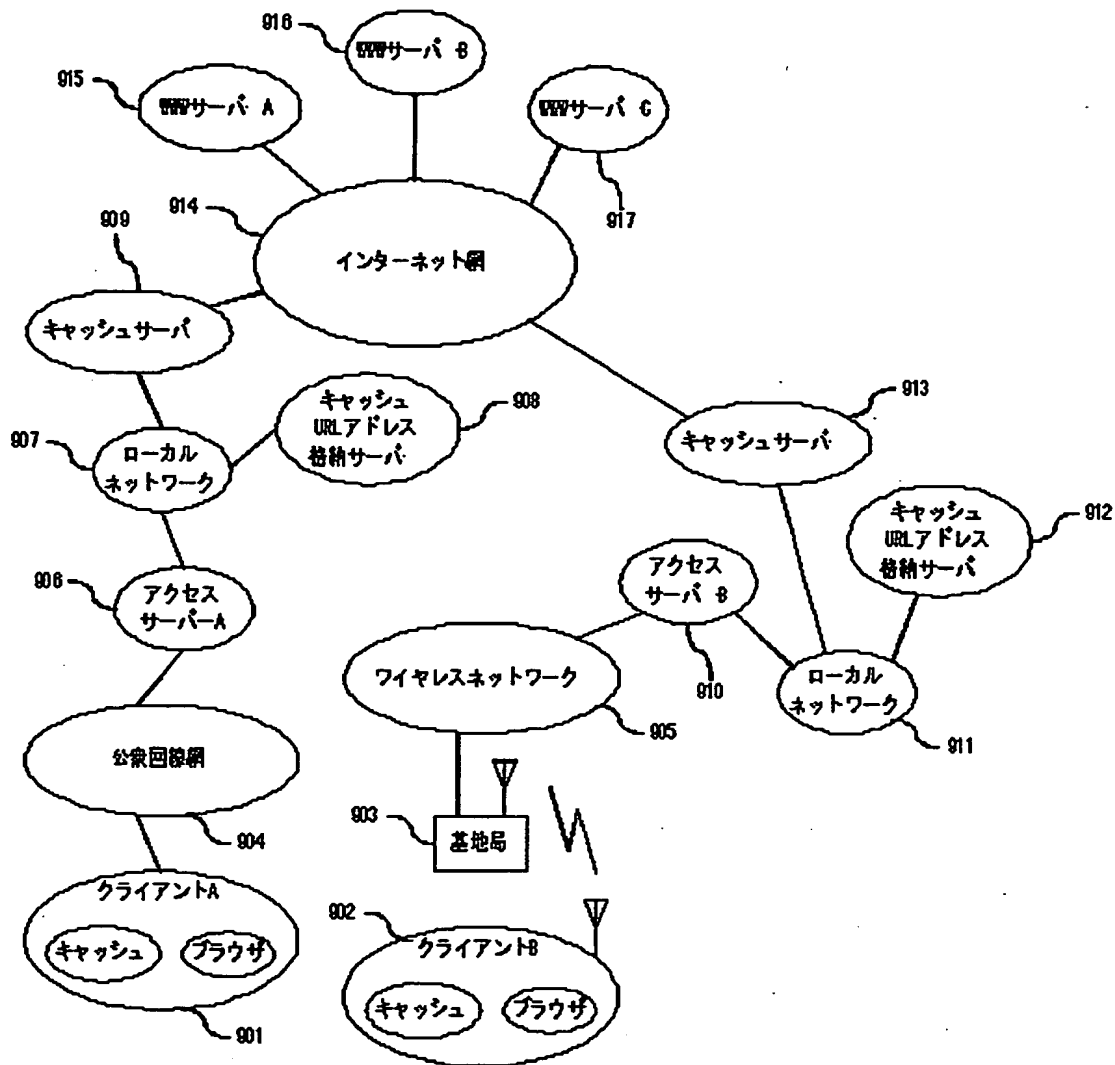 916
WWWサーバ B
915
WWWサーバ A
WWWサーバ C
917
914
909
インターネット網
キャッシュサーバ
キャッシュ
URLアドレス
格納サーバ
908
913
907
ローカル
ネットワーク
キャッシュサーバ
キャッシュ
URLアドレス
格納サーバ
912
906
アクセス
サーバーA
アクセス
サーバ B
910
ワイヤレスネットワーク
905
ローカル
ネットワーク
911
公衆回線網
904
903
基地局
クライアントA
キャッシュ
ブラウザ
901
902
クライアントB
キャッシュ
ブラウザ